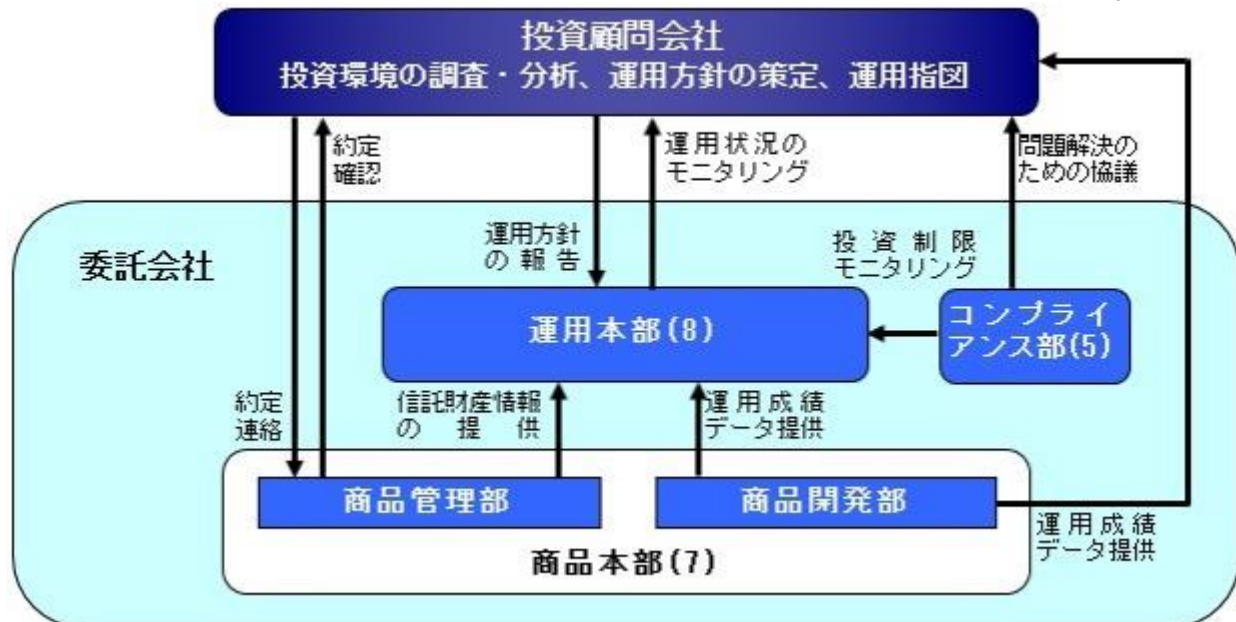 投資顧問会社
投資環境の調査・分析、運用方針の策定、運用指図
約定
確認
運用状況の
モニタリング
問題解決の
ための協議
委託会社
運用方針
の報告
投資制限
モニタリング
運用本部(8)
コンプライ
アンス部(5)
約定
連絡
信託財産情報
の提供
運用成績
データ提供
商品管理部
商品開発部
運用成績
データ提供
商品本部(7)